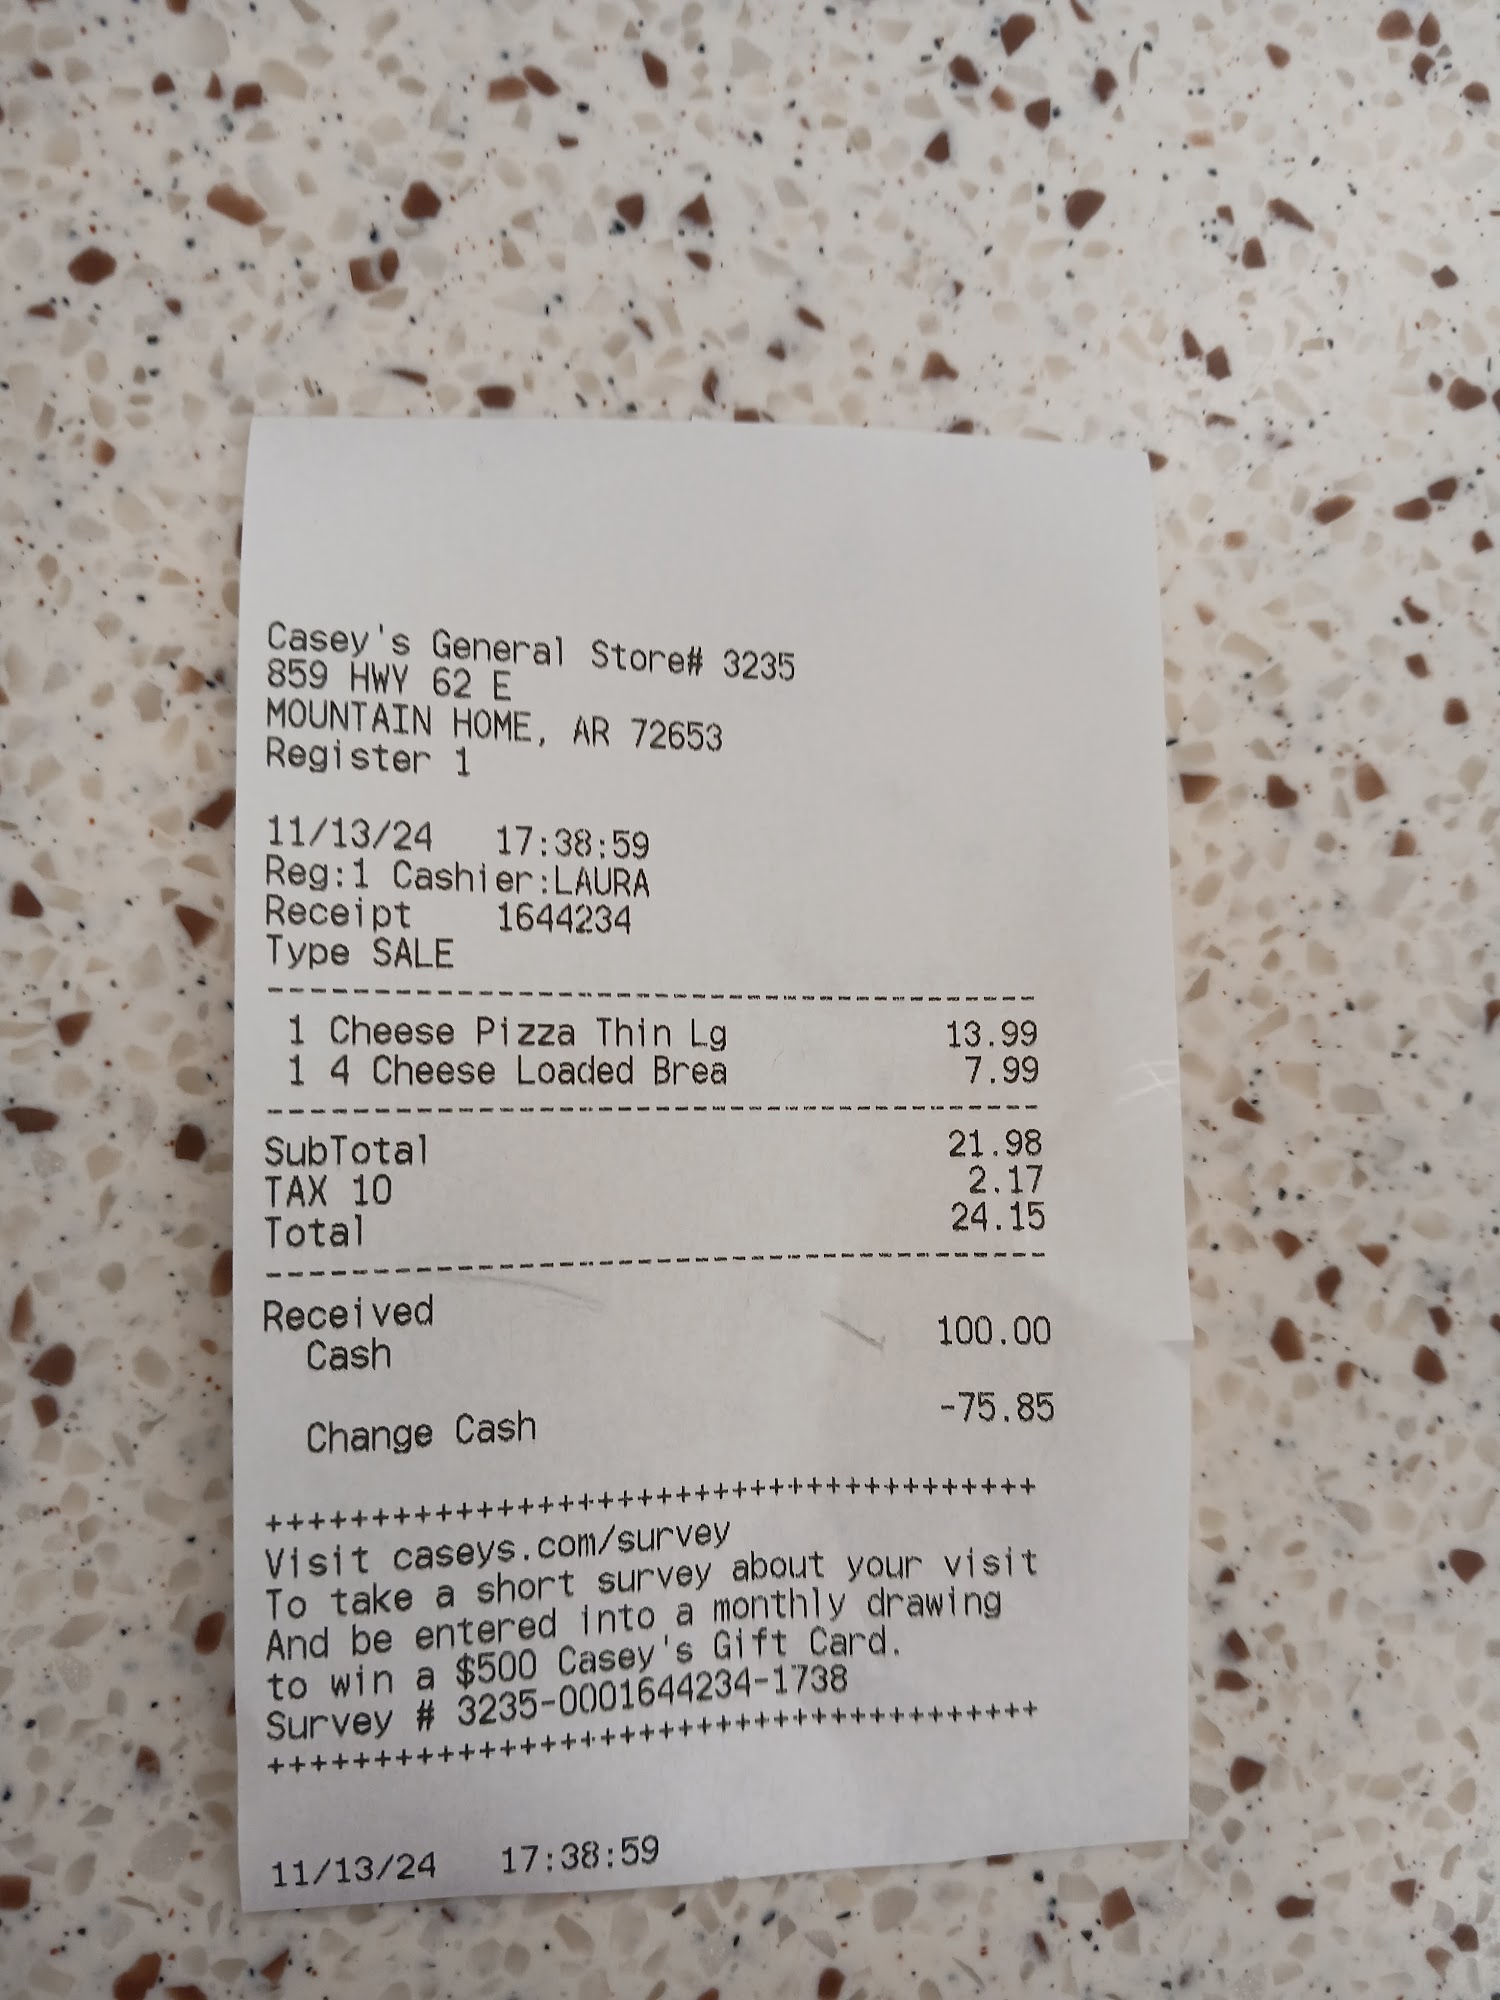 Casey's General Store# 3235
859 HWY 62 E
MOUNTAIN HOME, AR 72653
Register 1
11/13/24 17:38:59
Reg:1 Cashier:LAURA
Receipt 1644234
Type SALE
------------------------------------
1 Cheese Pizza Thin Lg 13.99
1 4 Cheese Loaded Brea 7.99
------------------------------------
SubTotal 21.98
TAX 10 2.17
Total 24.15
------------------------------------
Received
Cash 100.00
Change Cash -75.85
++++++++++++++++++++++++++++++++++++
Visit caseys.com/survey
To take a short survey about your visit
And be entered into a monthly drawing
to win a $500 Casey's Gift Card.
Survey # 3235-0001644234-1738
++++++++++++++++++++++++++++++++++++
11/13/24 17:38:59